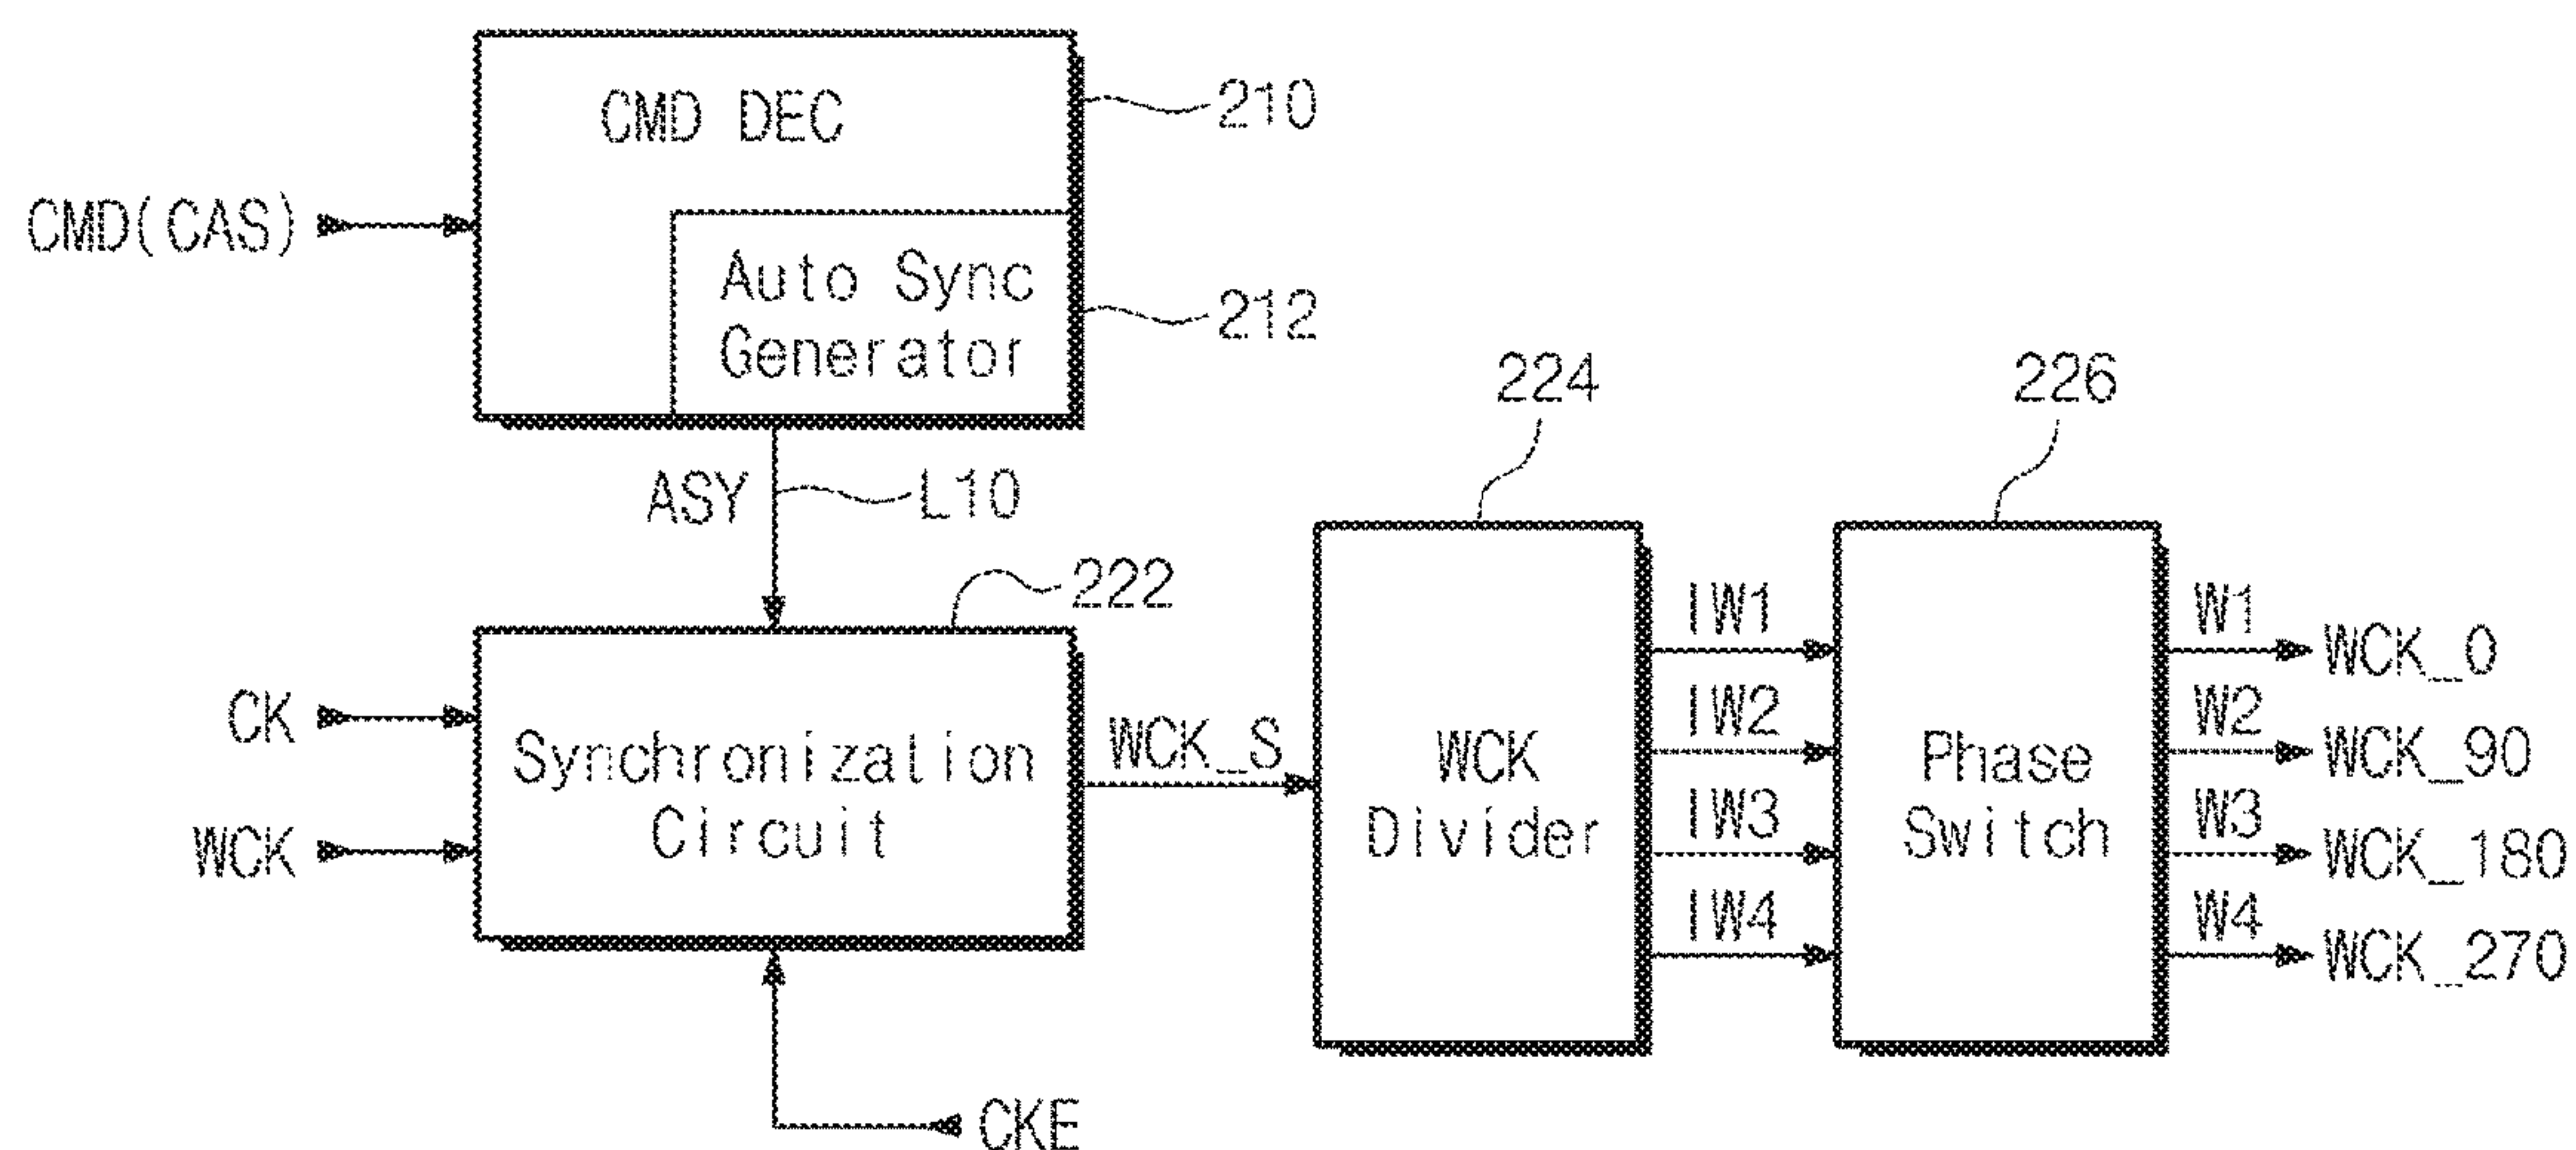 CMD DEC
210
CMD(CAS)
Auto Sync
Generator
212
224
226
ASY
L10
222
IW1
W1
WCK_0
CK
WCK_S
IW2
W2
WCK_90
Synchronization
Circuit
WCK
Divider
Phase
Switch
IW3
W3
WCK_180
WCK
IW4
W4
WCK_270
CKE